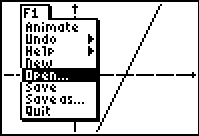 F1
Animate
Undo
Help
New
Open...
Save
Save as...
Quit